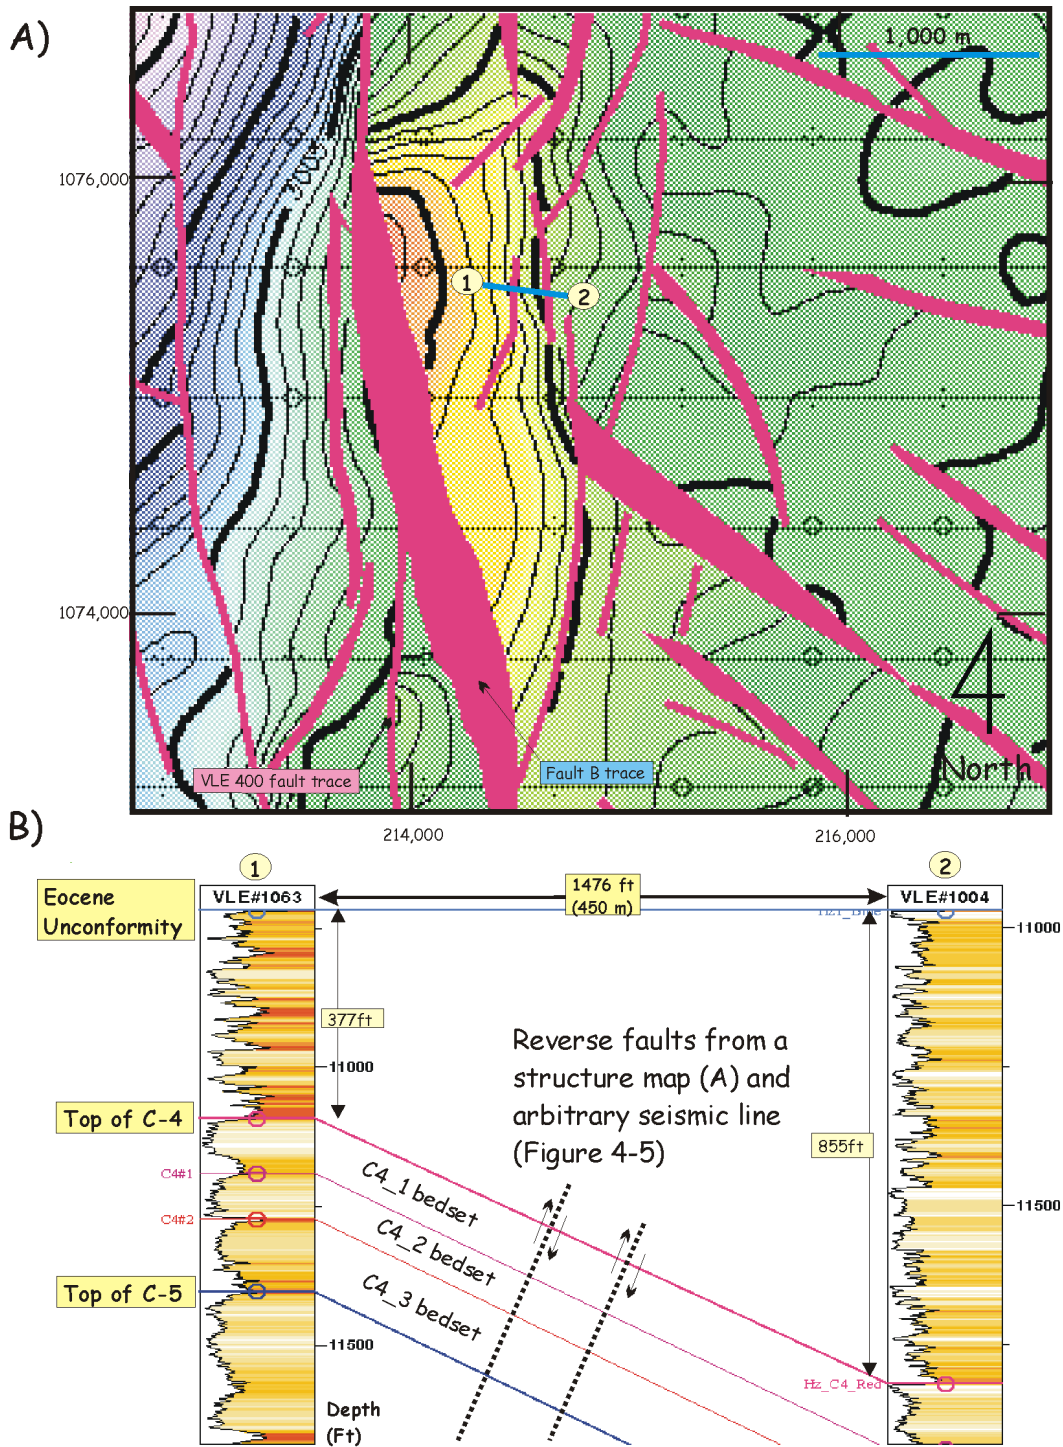 A)
1,000 m
3000
1076,000
1
2
1074,000
North
VLE 400 fault trace
Fault B trace
214,000
216,000
B)
1
2
Eocene
Unconformity
VLE#1063
1476 ft
(450 m)
VLE#1004
Hz1_Blue
11000
377ft
Reverse faults from a
structure map (A) and
arbitrary seismic line
(Figure 4-5)
11000
Top of C-4
855ft
C4#1
C4_1 bedset
11500
C4#2
C4_2 bedset
Top of C-5
C4_3 bedset
11500
Hz_C4_Red
Depth
(Ft)